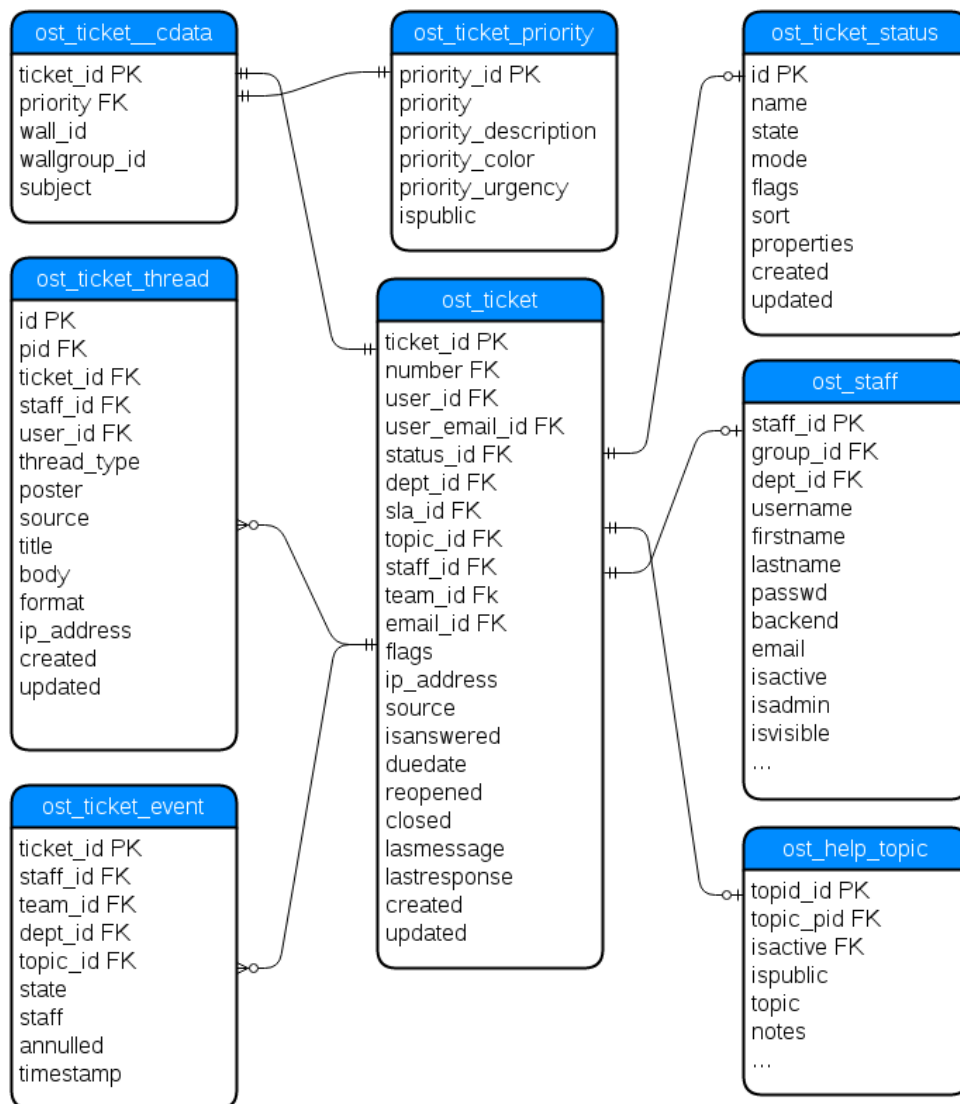 ost_ticket__cdata
ticket_id PK
priority FK
wall_id
wallgroup_id
subject
ost_ticket_priority
priority_id PK
priority
priority_description
priority_color
priority_urgency
ispublic
ost_ticket_status
id PK
name
state
mode
flags
sort
properties
created
updated
ost_ticket_thread
id PK
pid FK
ticket_id FK
staff_id FK
user_id FK
thread_type
poster
source
title
body
format
ip_address
created
updated
ost_ticket
ticket_id PK
number FK
user_id FK
user_email_id FK
status_id FK
dept_id FK
sla_id FK
topic_id FK
staff_id FK
team_id Fk
email_id FK
flags
ip_address
source
isanswered
duedate
reopened
closed
lasmessage
lastresponse
created
updated
ost_staff
staff_id PK
group_id FK
dept_id FK
username
firstname
lastname
passwd
backend
email
isactive
isadmin
isvisible
...
ost_ticket_event
ticket_id PK
staff_id FK
team_id FK
dept_id FK
topic_id FK
state
staff
annulled
timestamp
ost_help_topic
topid_id PK
topic_pid FK
isactive FK
ispublic
topic
notes
...